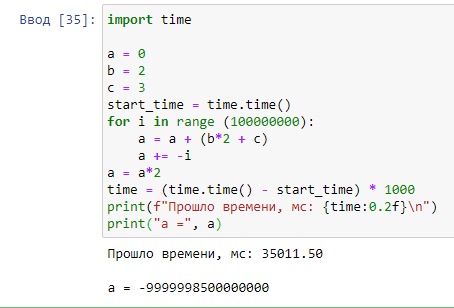 Ввод [35]: import time
a = 0
b = 2
c = 3
start_time = time.time()
for i in range (100000000):
    a = a + (b*2 + c)
    a += -i
a = a*2
time = (time.time() - start_time) * 1000
print(f"Прошло времени, мс: {time:0.2f}\n")
print("a =", a)
Прошло времени, мс: 35011.50
a = -9999998500000000